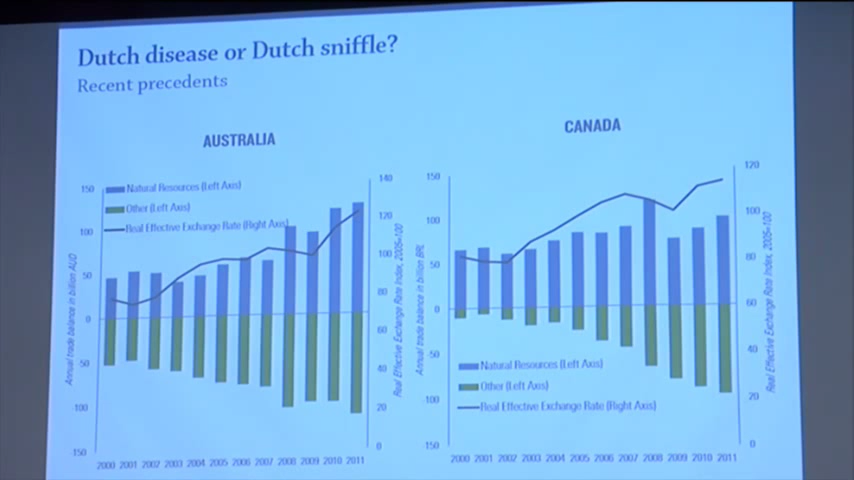 Dutch disease or Dutch sniffle?
Recent precedents
AUSTRALIA
150
100
50
0
50
100
-150
Annual trade balance in billion AUD
Natural Resources (Left Axis)
Other (Left Axis)
Real Effective Exchange Rate (Right Axis)
140
120
100
80
60
40
20
0
Real Effective Exchange Rate Index, 2005=100
2000 2001 2002 2003 2004 2005 2006 2007 2008 2009 2010 2011
CANADA
150
100
50
0
50
100
150
Annual trade balance in billion BRL
Natural Resources (Left Axis)
Other (Left Axis)
Real Effective Exchange Rate (Right Axis)
120
100
80
60
40
20
0
Real Effective Exchange Rate Index, 2005=100
2000 2001 2002 2003 2004 2005 2006 2007 2008 2009 2010 2011